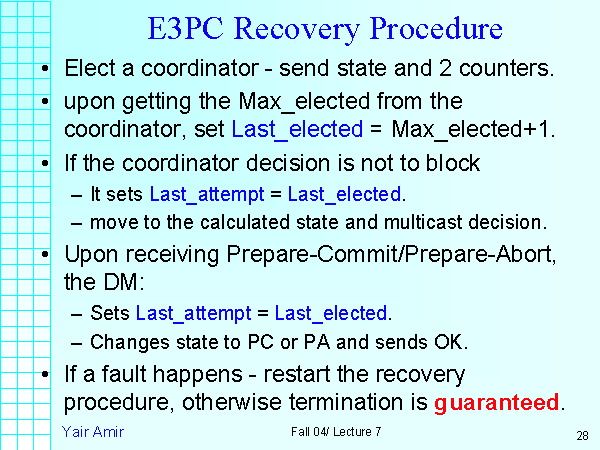 E3PC Recovery Procedure
• Elect a coordinator - send state and 2 counters.
• upon getting the Max_elected from the
coordinator, set Last_elected = Max_elected+1.
• If the coordinator decision is not to block
– It sets Last_attempt = Last_elected.
– move to the calculated state and multicast decision.
• Upon receiving Prepare-Commit/Prepare-Abort,
the DM:
– Sets Last_attempt = Last_elected.
– Changes state to PC or PA and sends OK.
• If a fault happens - restart the recovery
procedure, otherwise termination is guaranteed.
Yair Amir
Fall 04/ Lecture 7
28